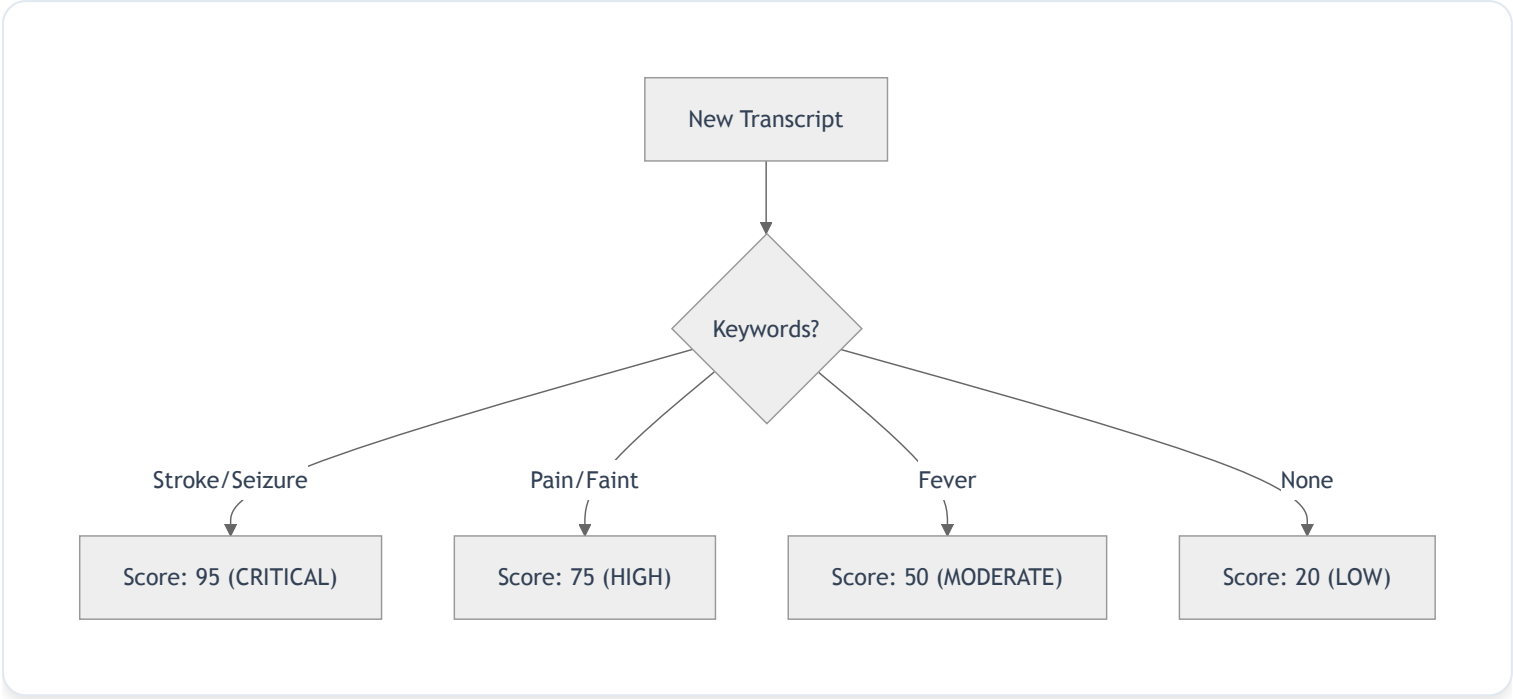 New Transcript
Keywords?
Stroke/Seizure
Pain/Faint
Fever
None
Score: 95 (CRITICAL)
Score: 75 (HIGH)
Score: 50 (MODERATE)
Score: 20 (LOW)